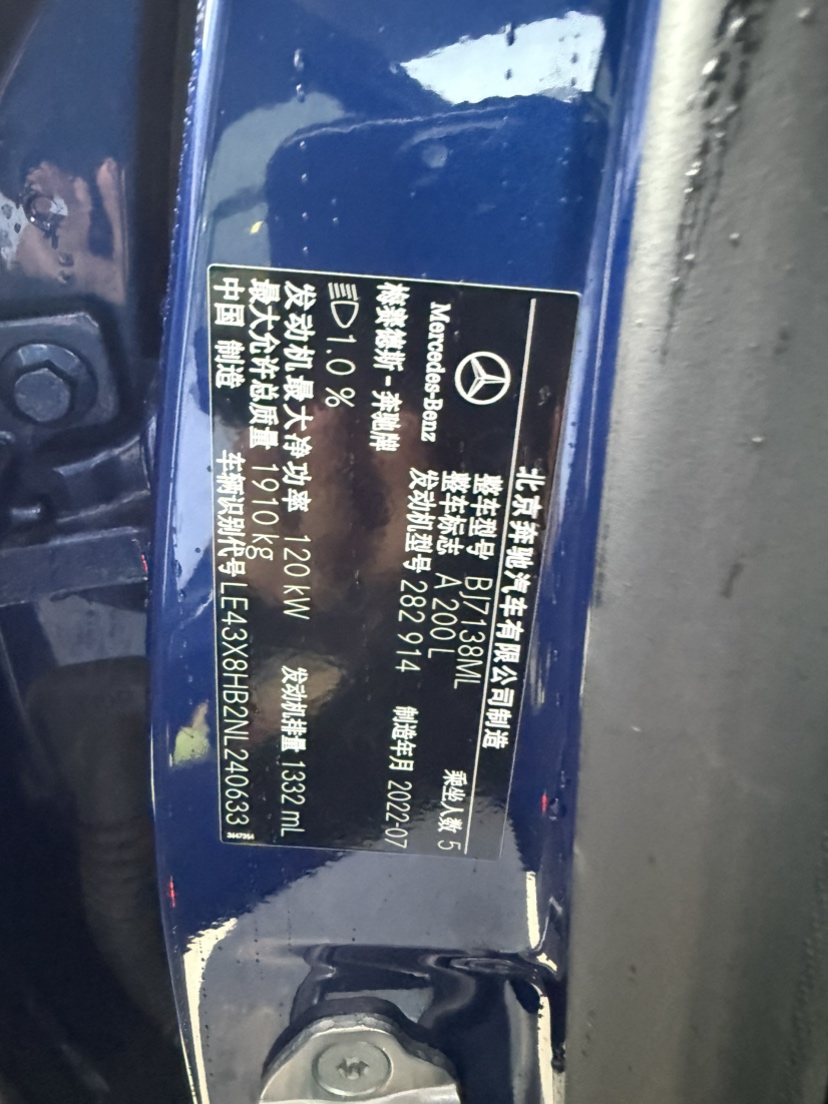 北京奔驰汽车有限公司制造
Mercedes-Benz
梅赛德斯-奔驰牌
整车型号 BJ7138ML
整车标志 A 200 L 乘坐人数 5
发动机型号 282 914 制造年月 2022-07
1.0 %
发动机最大净功率 120 kW 发动机排量 1332 mL
最大允许总质量 1910 kg
中国 制造 车辆识别代号 LE43X8HB2NL240633